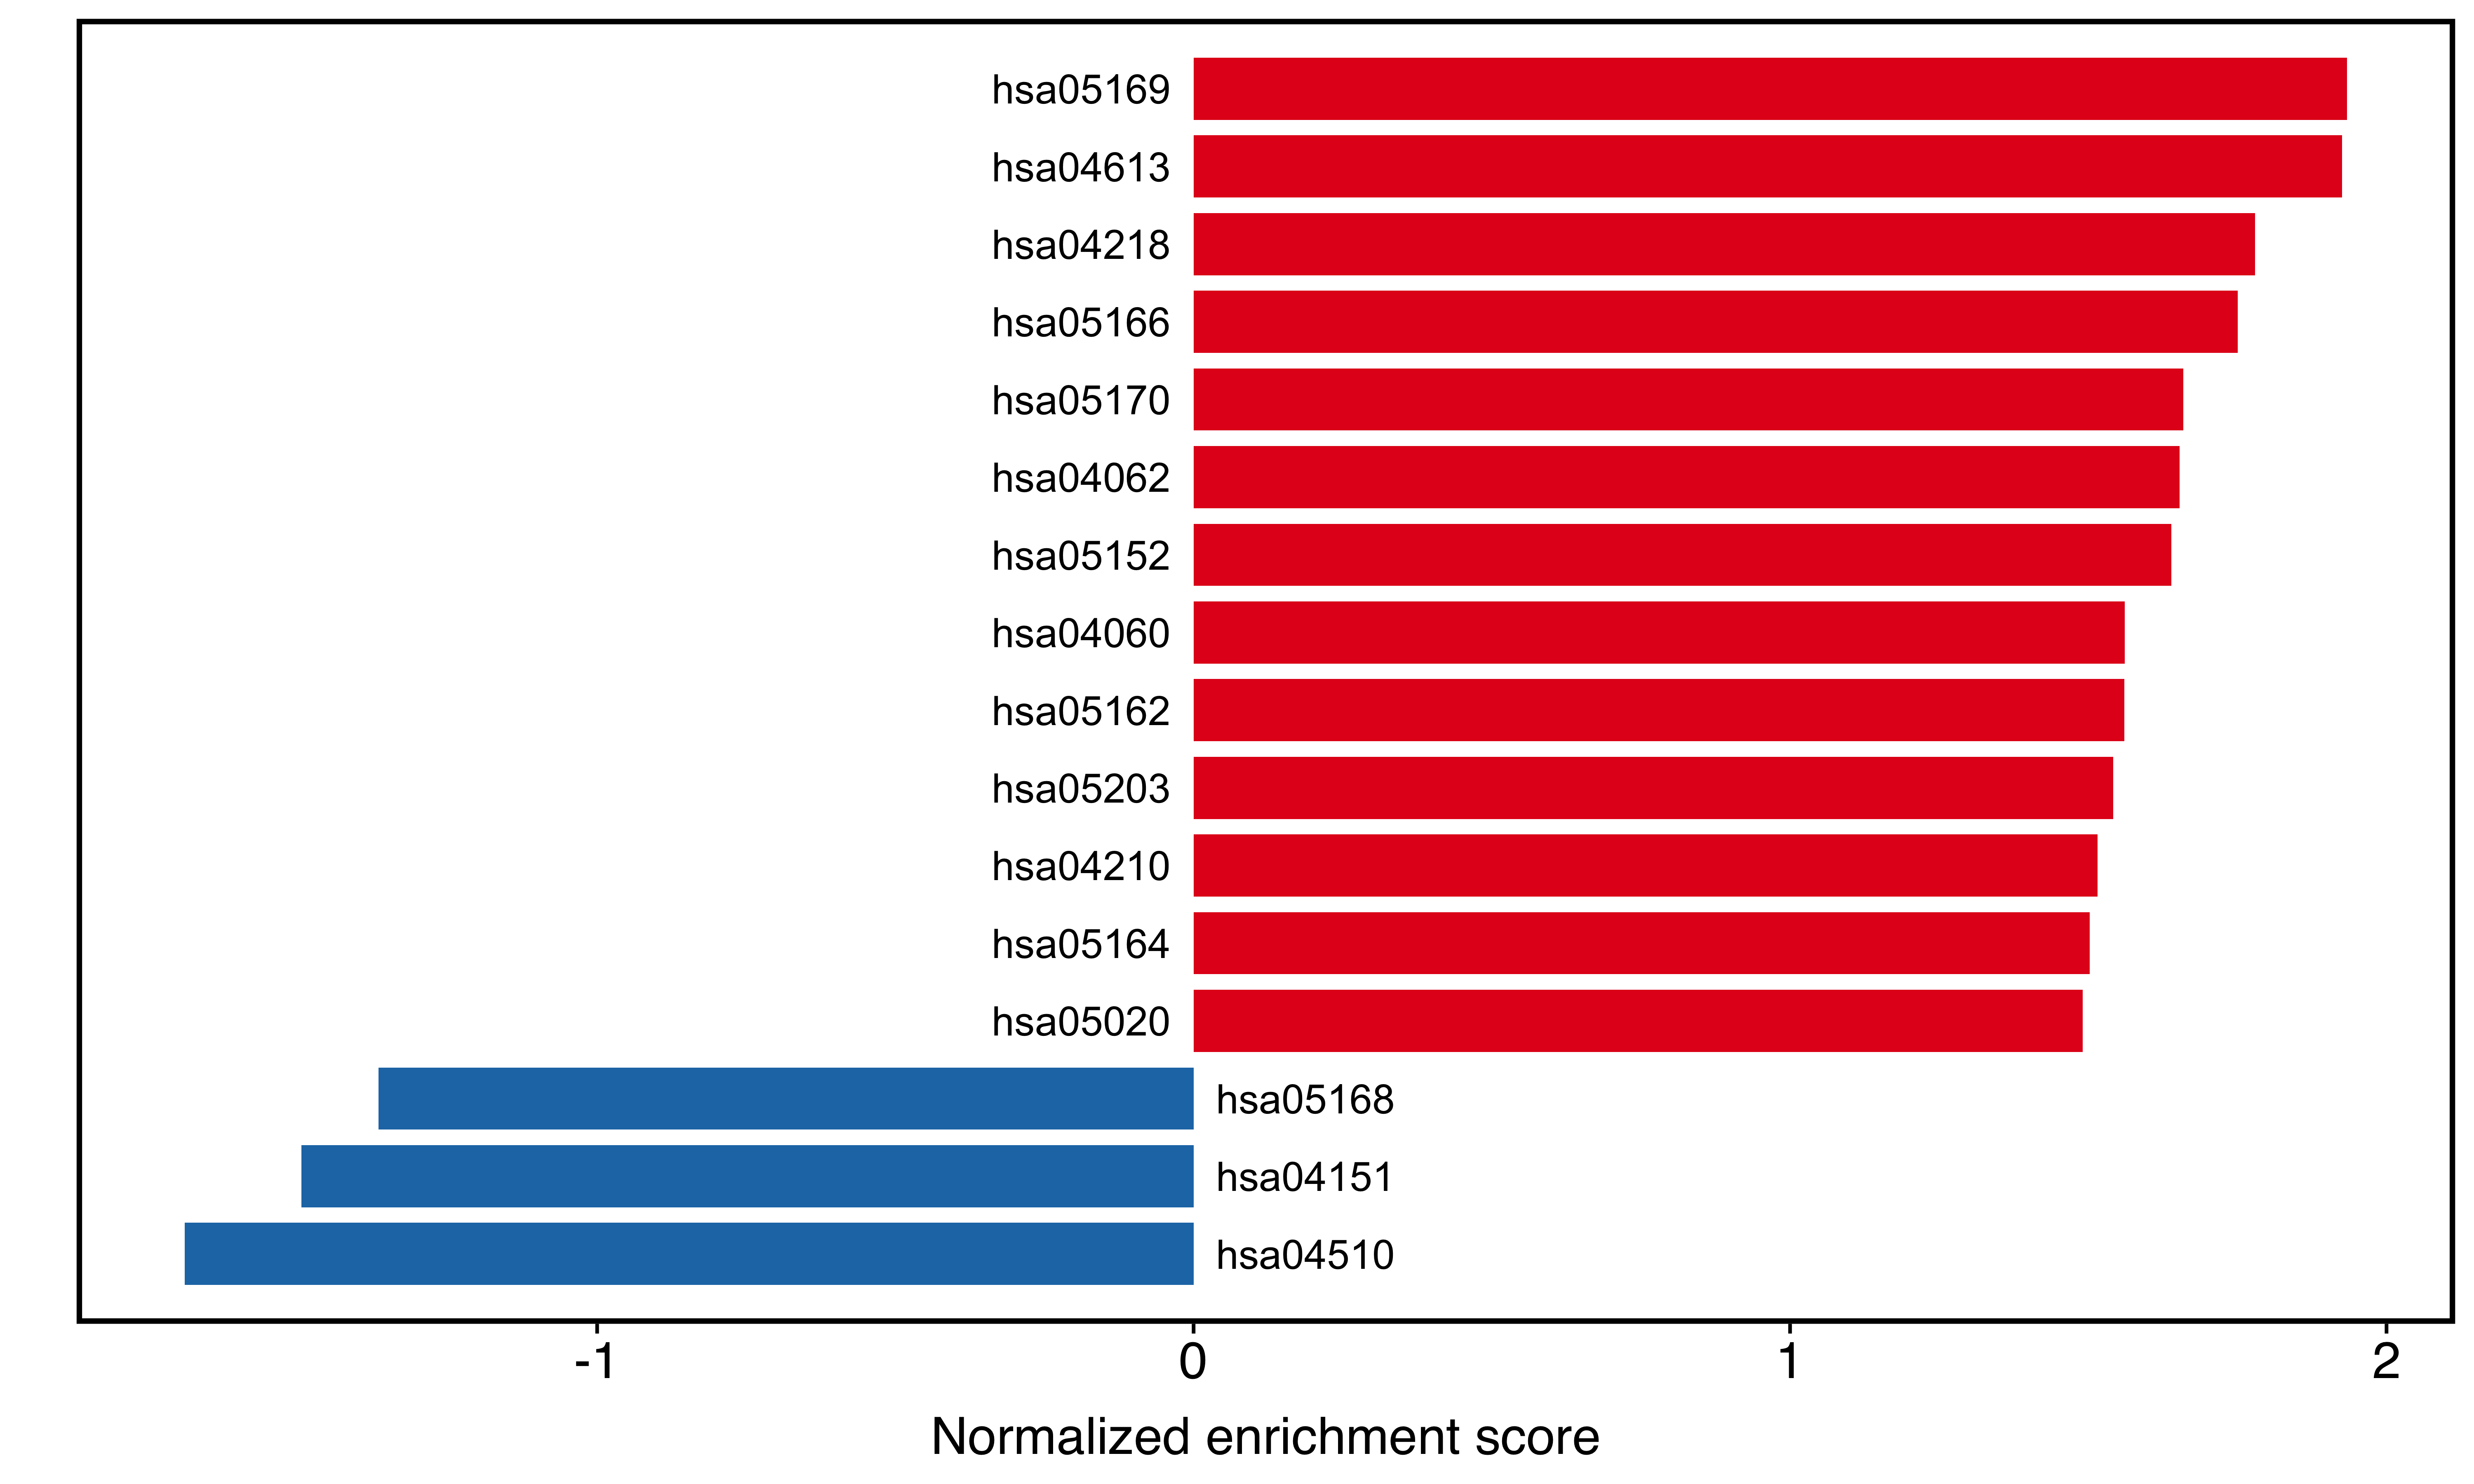 hsa05169
hsa04613
hsa04218
hsa05166
hsa05170
hsa04062
hsa05152
hsa04060
hsa05162
hsa05203
hsa04210
hsa05164
hsa05020
hsa05168
hsa04151
hsa04510
-1 0 1 2
Normalized enrichment score